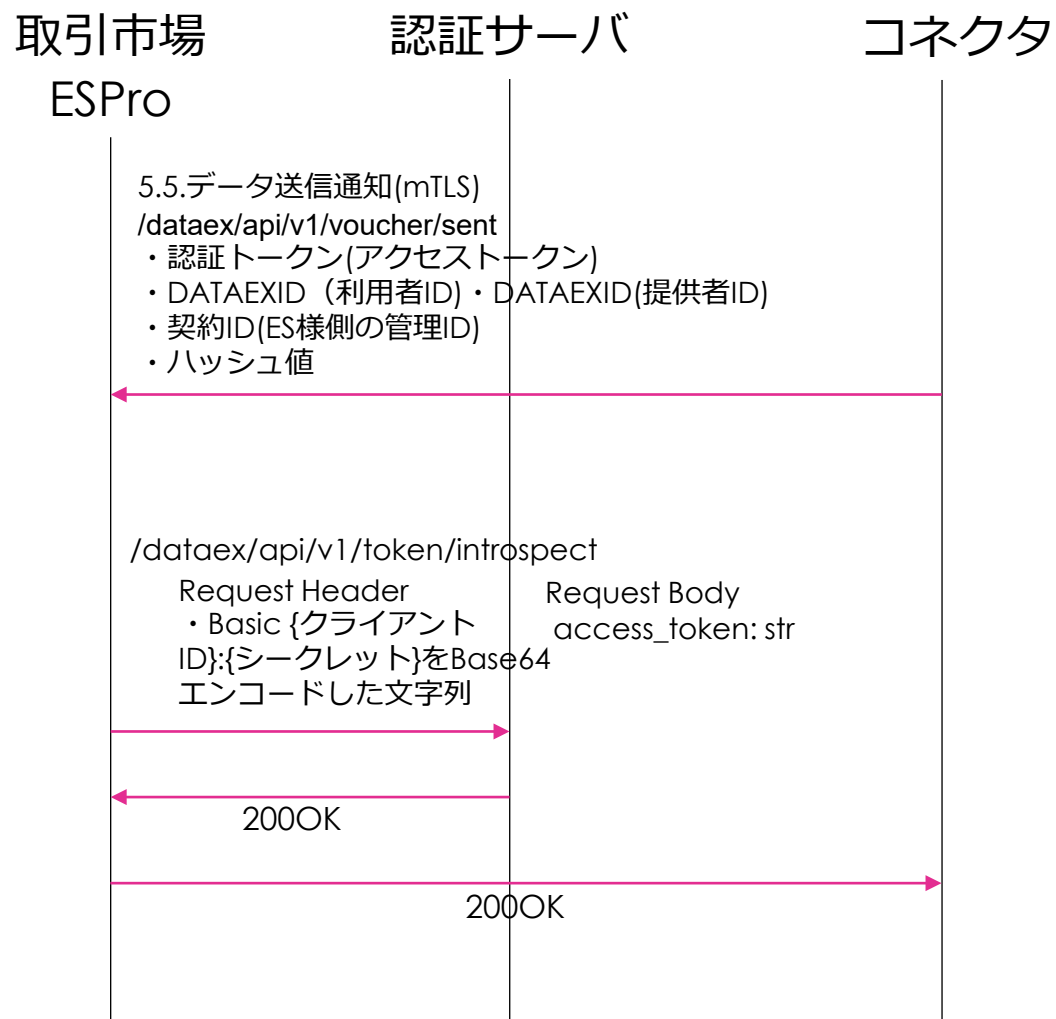 取引市場
ESPro
認証サーバ
コネクタ
5.5.データ送信通知(mTLS)
/dataex/api/v1/voucher/sent
・認証トークン(アクセストークン)
・DATAEXID（利用者ID)・DATAEXID(提供者ID)
・契約ID(ES様側の管理ID)
・ハッシュ値
/dataex/api/v1/token/introspect
Request Header
・Basic {クライアント
ID}:{シークレット}をBase64
エンコードした文字列
Request Body
access_token: str
200OK
200OK